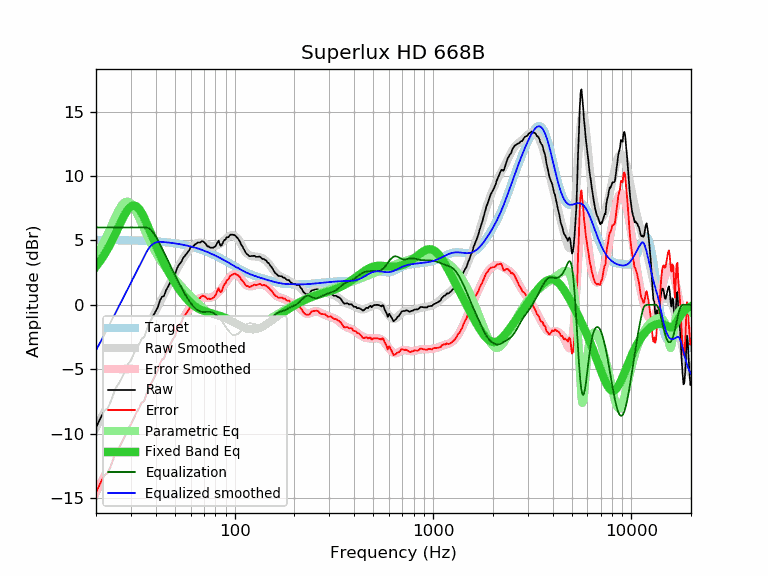 Superlux HD 668B
Amplitude (dBr)
15
10
5
0
−5
−10
−15
Target
Raw Smoothed
Error Smoothed
Raw
Error
Parametric Eq
Fixed Band Eq
Equalization
Equalized smoothed
100
1000
10000
Frequency (Hz)